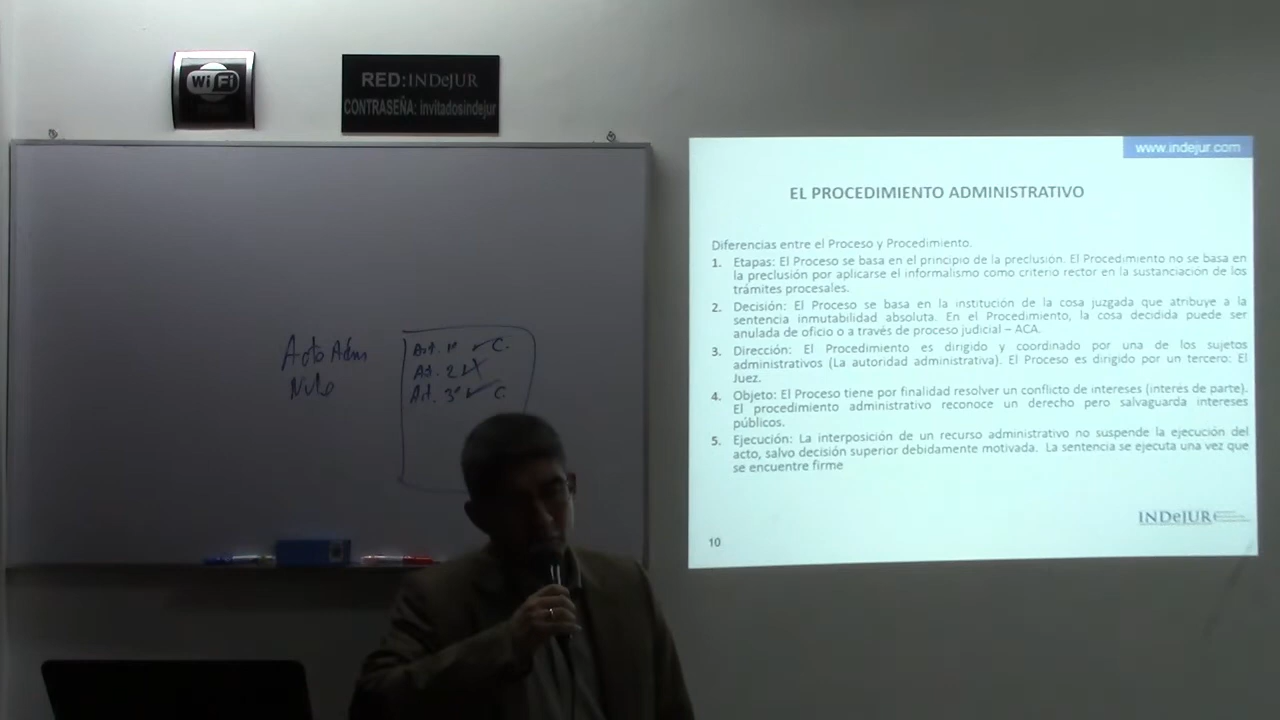 WiFi
RED:INDeJUR
CONTRASEÑA: invitadosindejur
Acto Adm
Nulo
Art. 1º ✓ C.
Art. 2
Art. 3º ✓ C.
www.indejur.com
EL PROCEDIMIENTO ADMINISTRATIVO
Diferencias entre el Proceso y Procedimiento.
1. Etapas: El Proceso se basa en el principio de la preclusión. El Procedimiento no se basa en
la preclusión por aplicarse el informalismo como criterio rector en la sustanciación de los
trámites procesales.
2. Decisión: El Proceso se basa en la institución de la cosa juzgada que atribuye a la
sentencia inmutabilidad absoluta. En el Procedimiento, la cosa decidida puede ser
anulada de oficio o a través de proceso judicial – ACA.
3. Dirección: El Procedimiento es dirigido y coordinado por una de los sujetos
administrativos (La autoridad administrativa). El Proceso es dirigido por un tercero: El
Juez.
4. Objeto: El Proceso tiene por finalidad resolver un conflicto de intereses (interés de parte).
El procedimiento administrativo reconoce un derecho pero salvaguarda intereses
públicos.
5. Ejecución: La interposición de un recurso administrativo no suspende la ejecución del
acto, salvo decisión superior debidamente motivada. La sentencia se ejecuta una vez que
se encuentre firme
INDeJUR
10